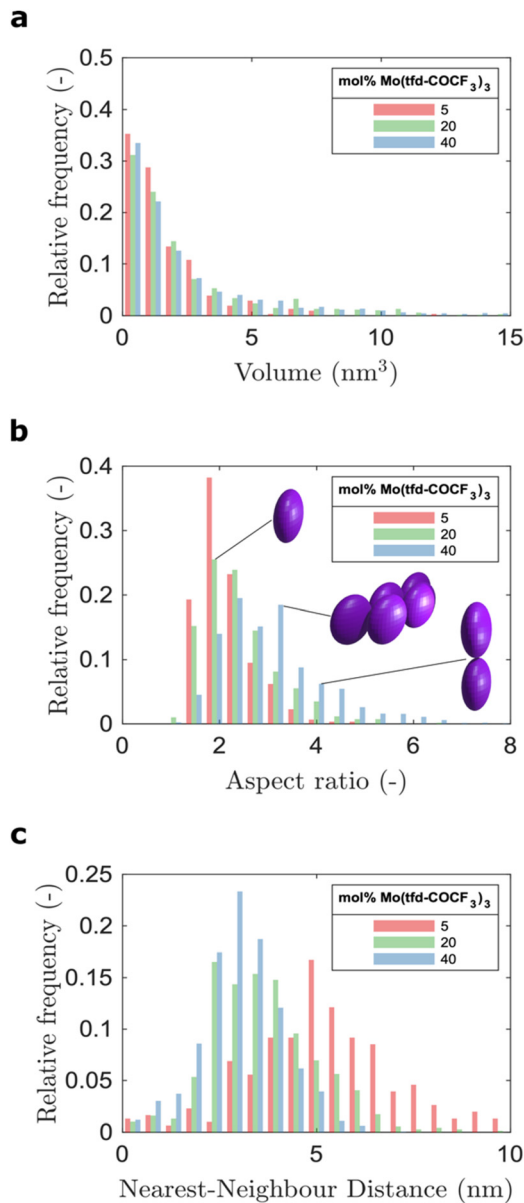 a
0.5
0.4
0.3
0.2
0.1
0
Relative frequency (-)
mol% Mo(tfd-COCF3)3
5
20
40
0 5 10 15
Volume (nm³)
b
0.4
0.3
0.2
0.1
0
Relative frequency (-)
mol% Mo(tfd-COCF3)3
5
20
40
0 2 4 6 8
Aspect ratio (-)
c
0.25
0.2
0.15
0.1
0.05
0
Relative frequency (-)
mol% Mo(tfd-COCF3)3
5
20
40
0 5 10
Nearest-Neighbour Distance (nm)